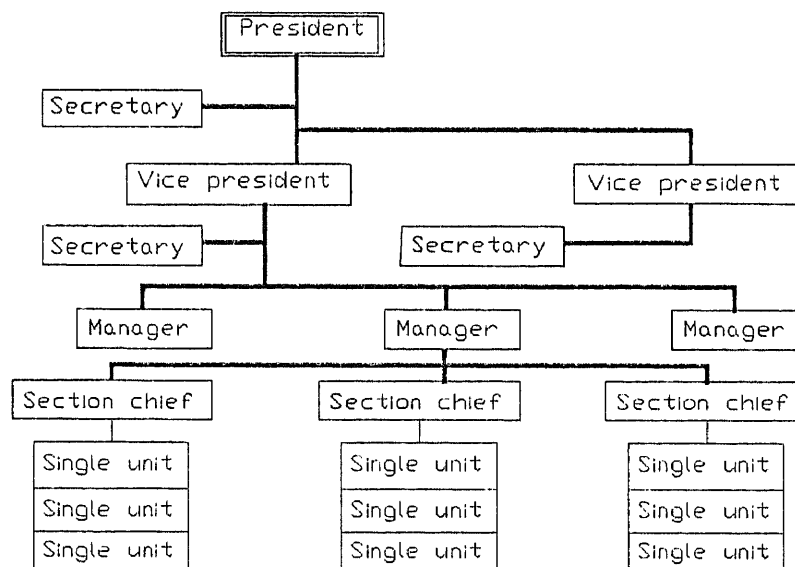 President
Secretary
Vice president
Vice president
Secretary
Secretary
Manager
Manager
Manager
Section chief
Section chief
Section chief
Single unit
Single unit
Single unit
Single unit
Single unit
Single unit
Single unit
Single unit
Single unit